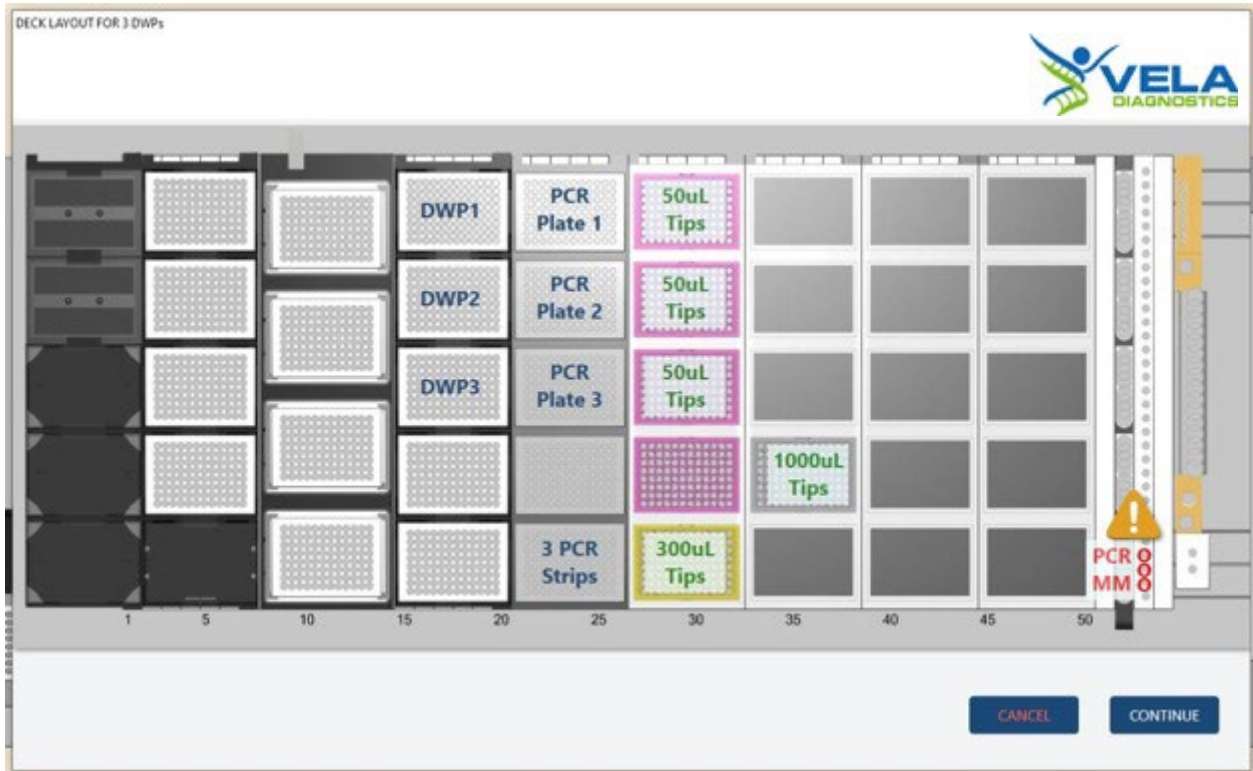 DECK LAYOUT FOR 3 DWPs
VELA
DIAGNOSTICS
DWP1
PCR
Plate 1
50uL
Tips
DWP2
PCR
Plate 2
50uL
Tips
DWP3
PCR
Plate 3
50uL
Tips
1000uL
Tips
3 PCR
Strips
300uL
Tips
PCR
MM
1 5 10 15 20 25 30 35 40 45 50
CANCEL
CONTINUE